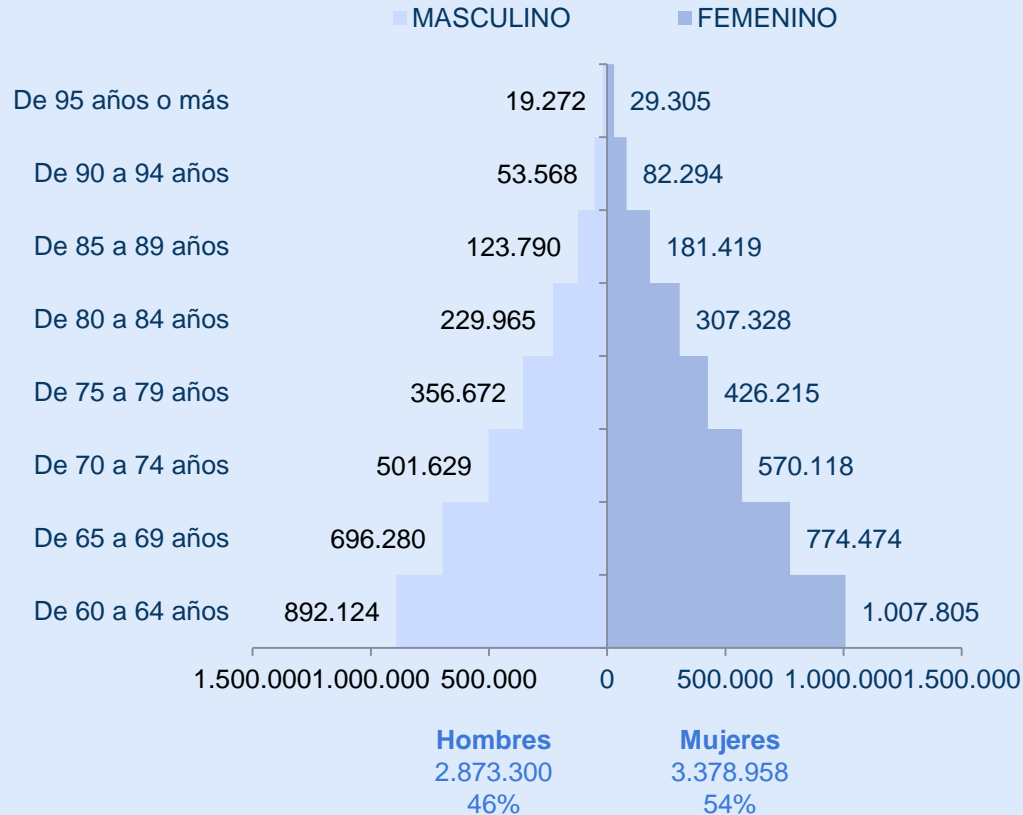 MASCULINO FEMENINO
De 95 años o más 19.272 29.305
De 90 a 94 años 53.568 82.294
De 85 a 89 años 123.790 181.419
De 80 a 84 años 229.965 307.328
De 75 a 79 años 356.672 426.215
De 70 a 74 años 501.629 570.118
De 65 a 69 años 696.280 774.474
De 60 a 64 años 892.124 1.007.805
1.500.000 1.000.000 500.000 0 500.000 1.000.000 1.500.000
Hombres Mujeres
2.873.300 3.378.958
46% 54%